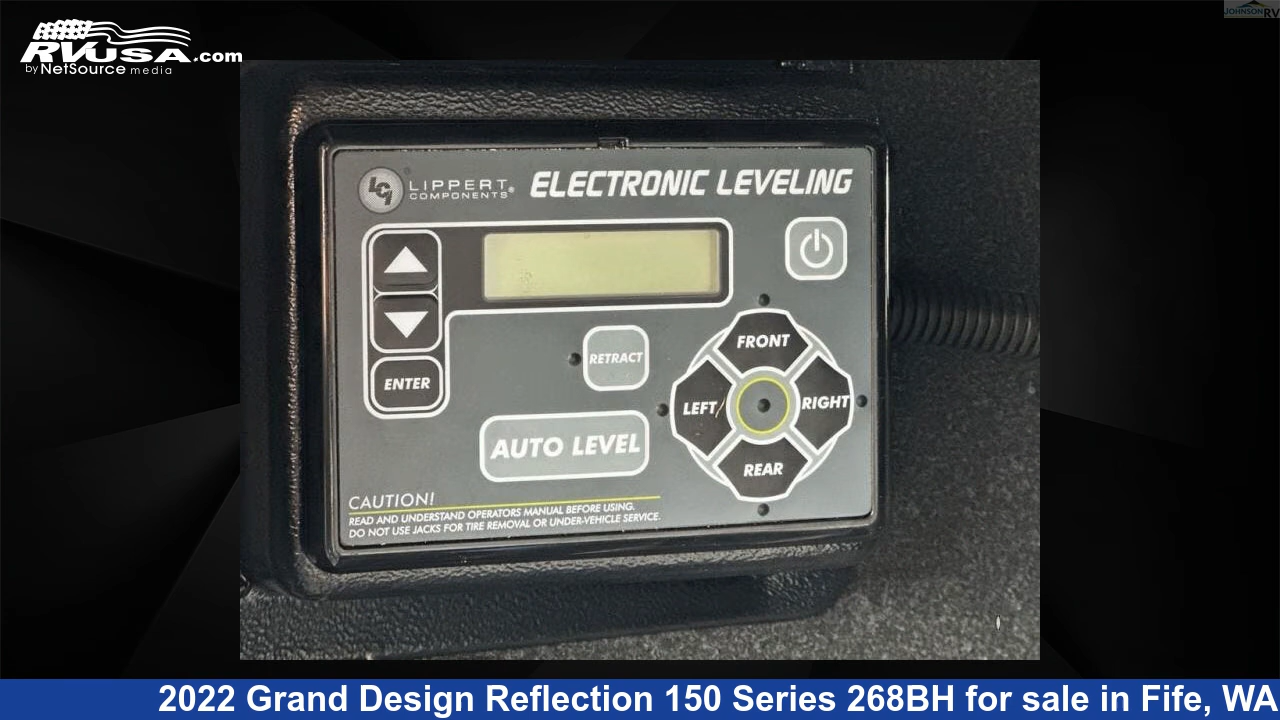 RVUSA.com
by NetSource media
JOHNSON RV
LCI LIPPERT COMPONENTS® ELECTRONIC LEVELING
ENTER
RETRACT
AUTO LEVEL
FRONT
LEFT
RIGHT
REAR
CAUTION!
READ AND UNDERSTAND OPERATORS MANUAL BEFORE USING.
DO NOT USE JACKS FOR TIRE REMOVAL OR UNDER-VEHICLE SERVICE.
2022 Grand Design Reflection 150 Series 268BH for sale in Fife, WA